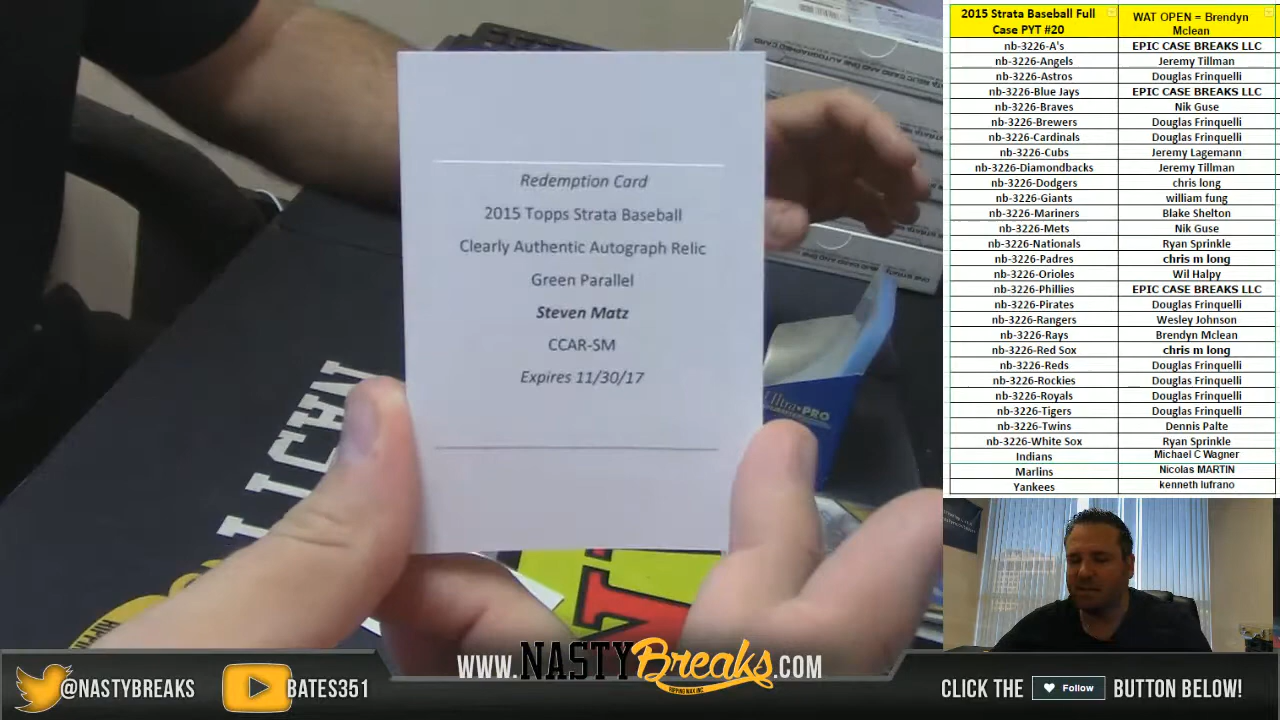 Redemption Card
2015 Topps Strata Baseball
Clearly Authentic Autograph Relic
Green Parallel
Steven Matz
CCAR-SM
Expires 11/30/17
Ultra•PRO
2015 Strata Baseball Full Case PYT #20 WAT OPEN = Brendyn Mclean
nb-3226-A's EPIC CASE BREAKS LLC
nb-3226-Angels Jeremy Tillman
nb-3226-Astros Douglas Frinquelli
nb-3226-Blue Jays EPIC CASE BREAKS LLC
nb-3226-Braves Nik Guse
nb-3226-Brewers Douglas Frinquelli
nb-3226-Cardinals Douglas Frinquelli
nb-3226-Cubs Jeremy Lagemann
nb-3226-Diamondbacks Jeremy Tillman
nb-3226-Dodgers chris long
nb-3226-Giants william fung
nb-3226-Mariners Blake Shelton
nb-3226-Mets Nik Guse
nb-3226-Nationals Ryan Sprinkle
nb-3226-Padres chris m long
nb-3226-Orioles Wil Halpy
nb-3226-Phillies EPIC CASE BREAKS LLC
nb-3226-Pirates Douglas Frinquelli
nb-3226-Rangers Wesley Johnson
nb-3226-Rays Brendyn Mclean
nb-3226-Red Sox chris m long
nb-3226-Reds Douglas Frinquelli
nb-3226-Rockies Douglas Frinquelli
nb-3226-Royals Douglas Frinquelli
nb-3226-Tigers Douglas Frinquelli
nb-3226-Twins Dennis Palte
nb-3226-White Sox Ryan Sprinkle
Indians Michael C Wagner
Marlins Nicolas MARTIN
Yankees kenneth lufrano
@NASTYBREAKS
BATES351
WWW.NASTYBreaks.COM
RIPPING WAX INC
CLICK THE Follow BUTTON BELOW!